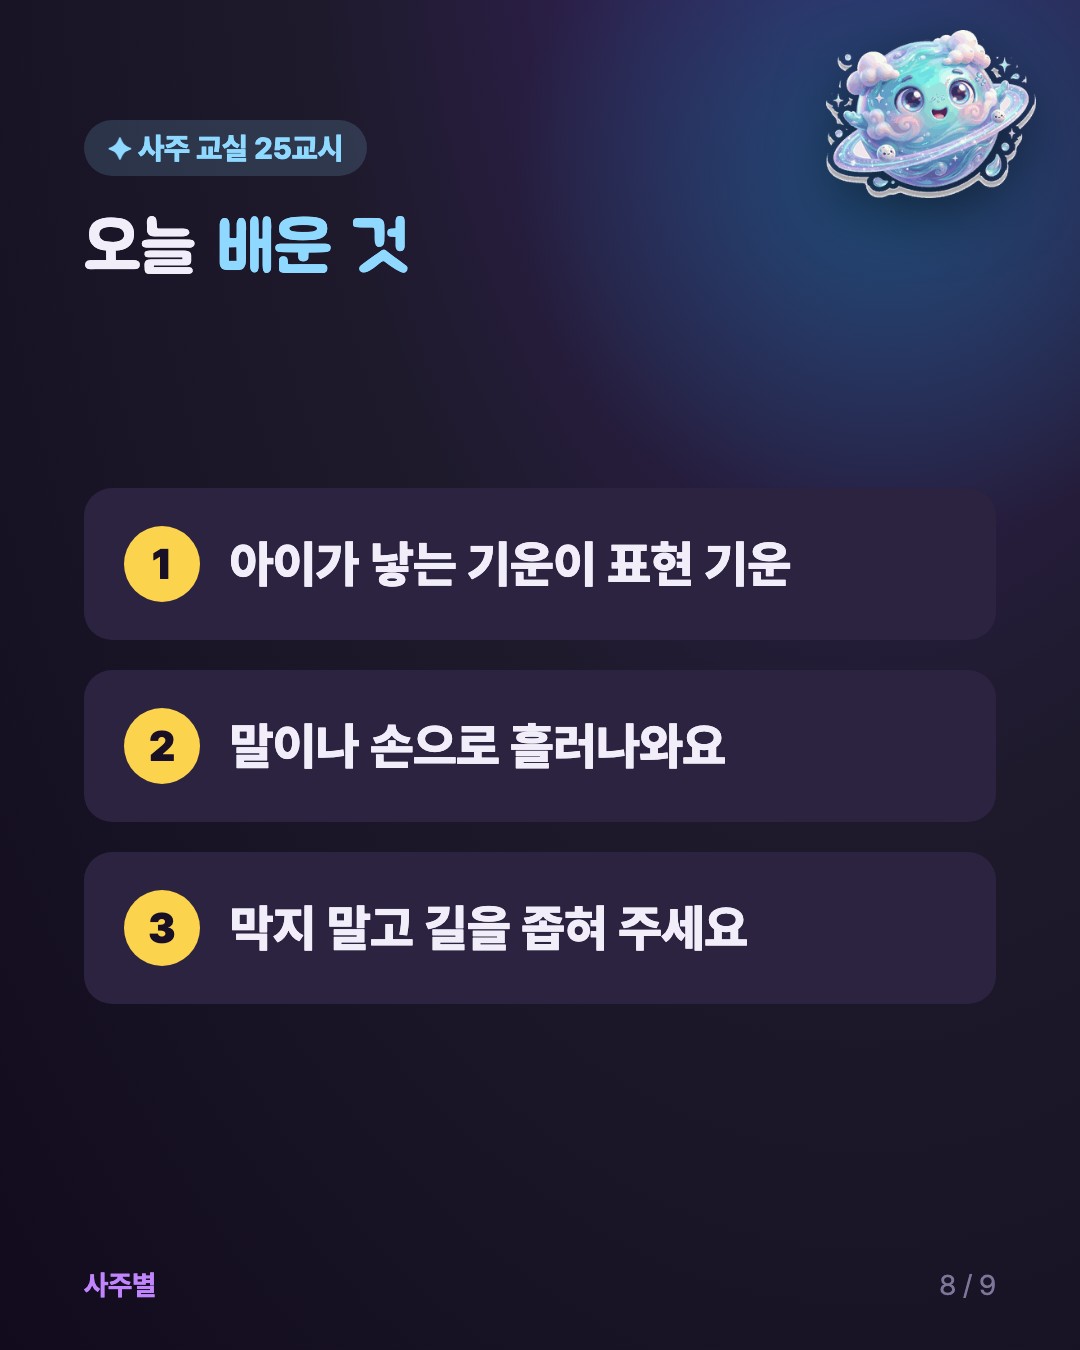 사주 교실 25교시
오늘 배운 것
1 아이가 낳는 기운이 표현 기운
2 말이나 손으로 흘러나와요
3 막지 말고 길을 좁혀 주세요
사주별
8 / 9